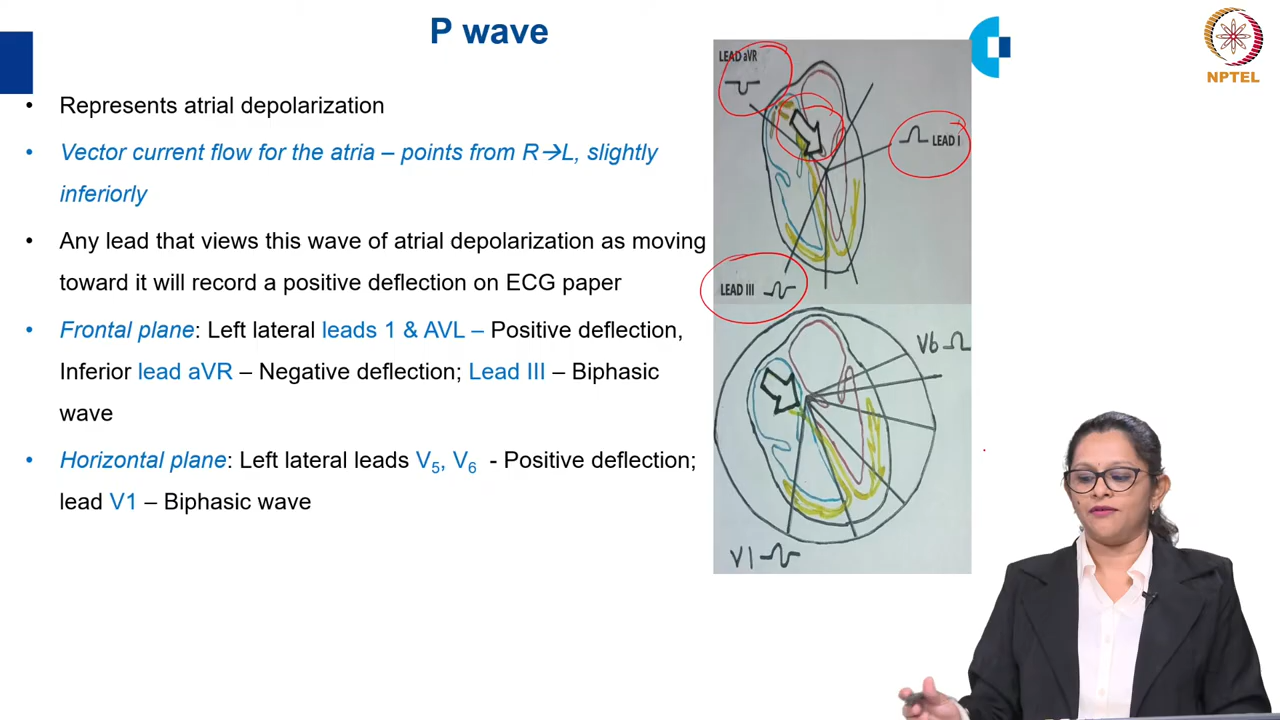 P wave
NPTEL
• Represents atrial depolarization
• Vector current flow for the atria – points from R→L, slightly
inferiorly
• Any lead that views this wave of atrial depolarization as moving
toward it will record a positive deflection on ECG paper
• Frontal plane: Left lateral leads 1 & AVL – Positive deflection,
Inferior lead aVR – Negative deflection; Lead III – Biphasic
wave
• Horizontal plane: Left lateral leads V5, V6 - Positive deflection;
lead V1 – Biphasic wave
LEAD aVR
LEAD I
LEAD III
V6
V1